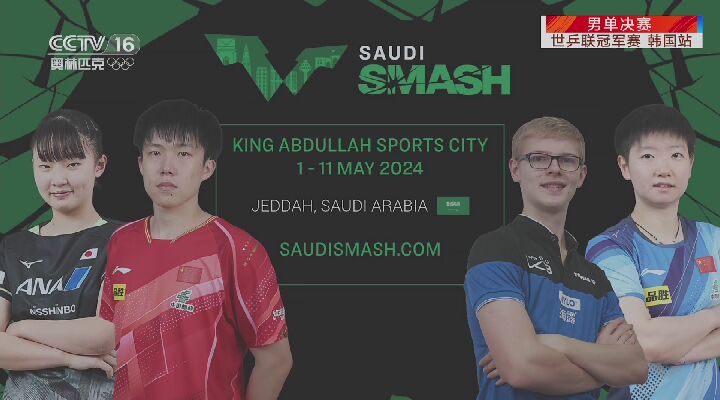 CCTV 16
奥林匹克
男单决赛
世乒联冠军赛 韩国站
SAUDI
SMASH
KING ABDULLAH SPORTS CITY
1 - 11 MAY 2024
JEDDAH, SAUDI ARABIA
SAUDISMASH.COM
ANA
NISSHINBO
品胜
品胜